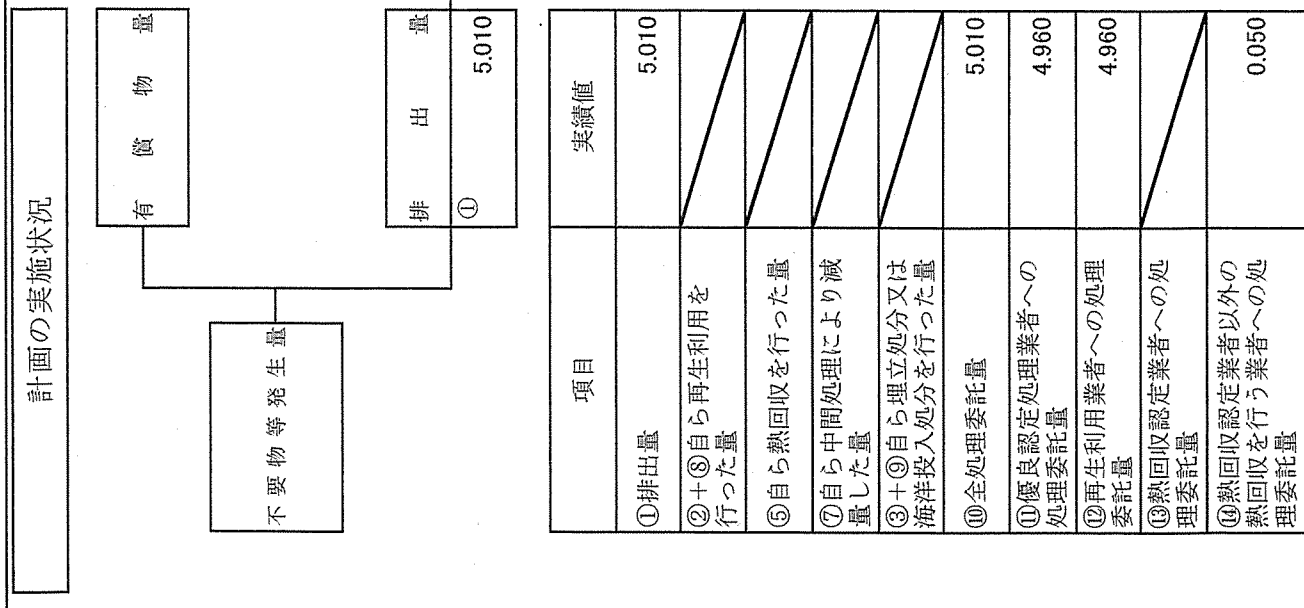 計画の実施状況
有償物量
不要物等発生量
排出量
①
5.010
項目
実績値
①排出量
5.010
②+⑧自ら再生利用を
行った量
⑤自ら熱回収を行った量
⑦自ら中間処理により減
量した量
③+⑨自ら埋立処分又は
海洋投入処分を行った量
⑩全処理委託量
5.010
⑪優良認定処理業者への
処理委託量
4.960
⑫再生利用業者への処理
委託量
4.960
⑬熱回収認定業者への処
理委託量
⑭熱回収認定業者以外の
熱回収を行う業者への処
理委託量
0.050